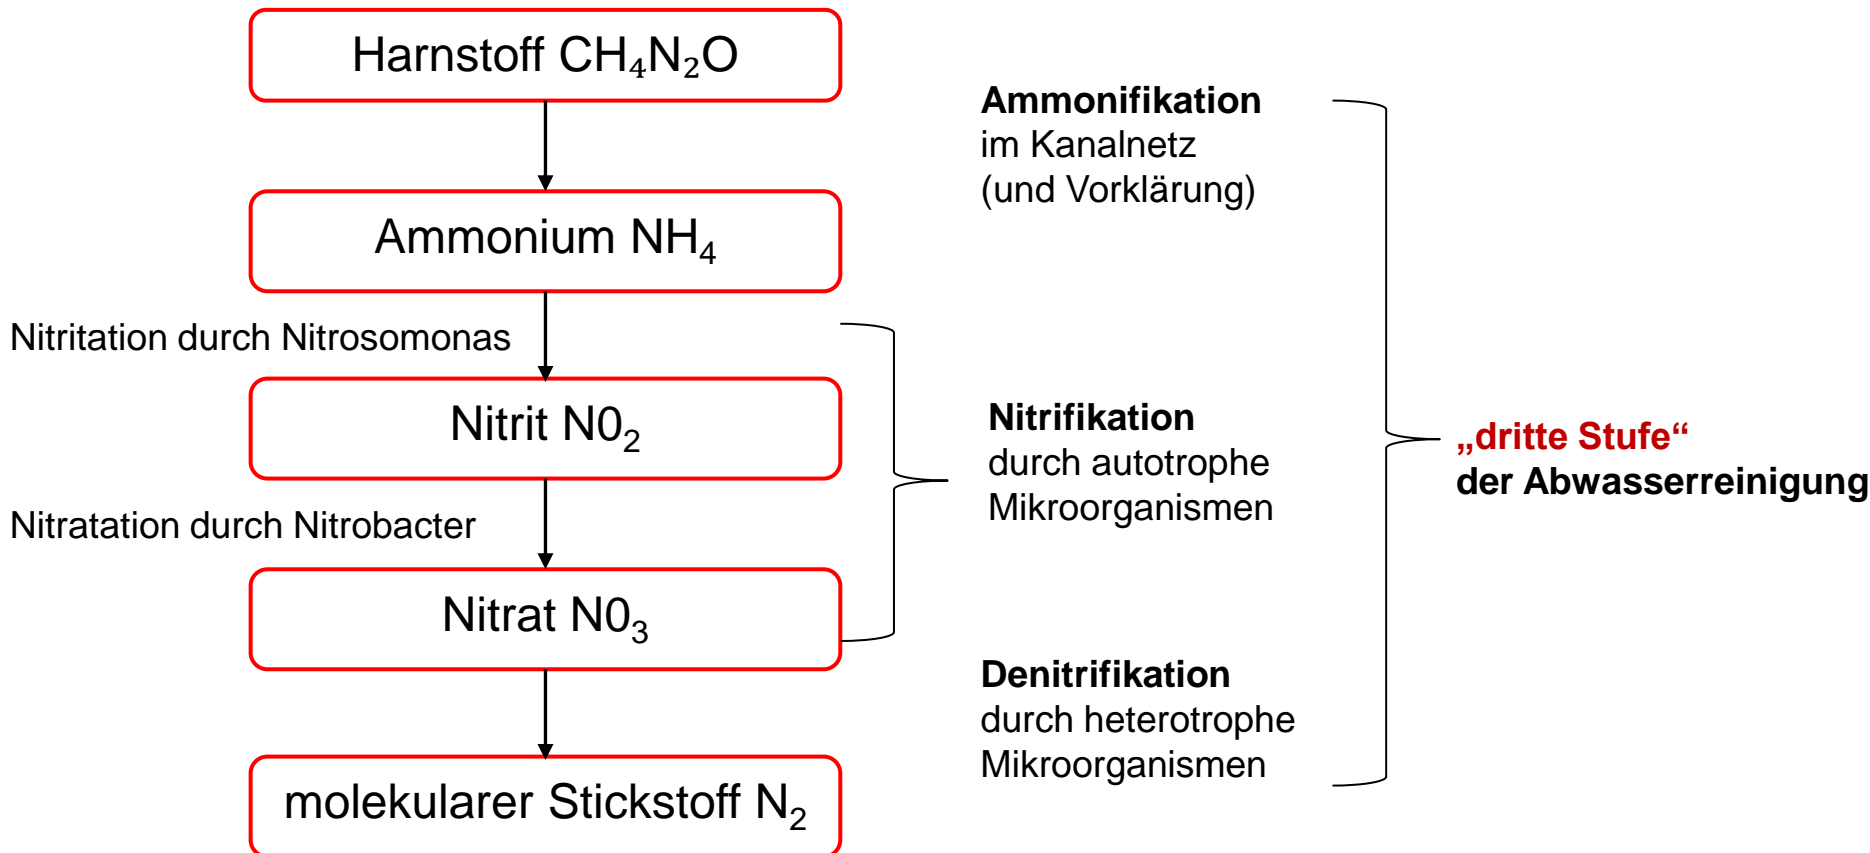 Harnstoff CH₄N₂O
Ammonifikation
im Kanalnetz
(und Vorklärung)
Ammonium NH₄
Nitritation durch Nitrosomonas
Nitrit N0₂
Nitrifikation
durch autotrophe
Mikroorganismen
„dritte Stufe“
der Abwasserreinigung
Nitratation durch Nitrobacter
Nitrat N0₃
Denitrifikation
durch heterotrophe
Mikroorganismen
molekularer Stickstoff N₂